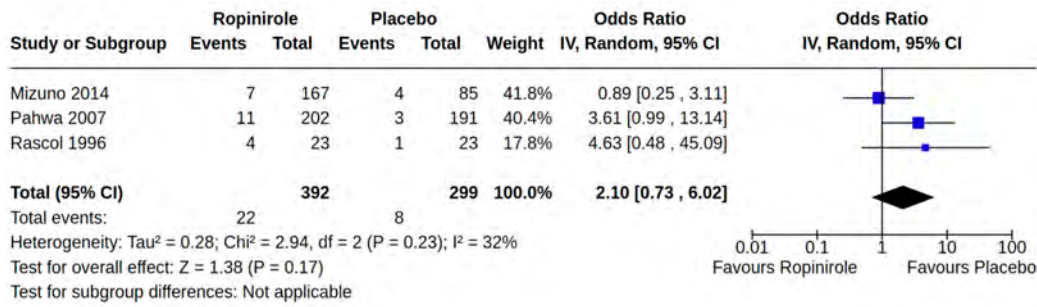 Ropinirole Placebo Odds Ratio Odds Ratio
Study or Subgroup Events Total Events Total Weight IV, Random, 95% CI IV, Random, 95% CI
Mizuno 2014 7 167 4 85 41.8% 0.89 [0.25 , 3.11]
Pahwa 2007 11 202 3 191 40.4% 3.61 [0.99 , 13.14]
Rascol 1996 4 23 1 23 17.8% 4.63 [0.48 , 45.09]
Total (95% CI) 392 299 100.0% 2.10 [0.73 , 6.02]
Total events: 22 8
Heterogeneity: Tau² = 0.28; Chi² = 2.94, df = 2 (P = 0.23); I² = 32%
0.01 0.1 1 10 100
Test for overall effect: Z = 1.38 (P = 0.17)
Favours Ropinirole Favours Placebo
Test for subgroup differences: Not applicable